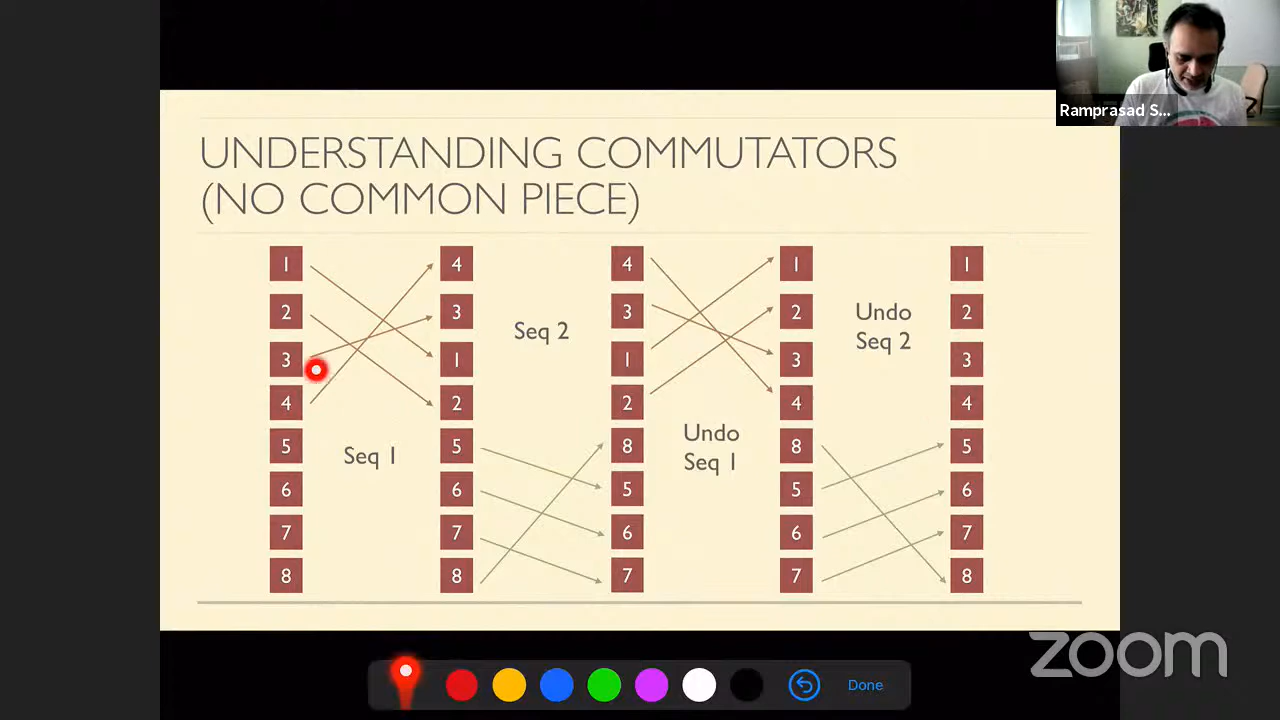 Ramprasad S...
UNDERSTANDING COMMUTATORS
(NO COMMON PIECE)
1 4 4 1 1
2 3 3 2 2
Seq 2
Undo
Seq 2
3 1 1 3 3
4 2 2 4 4
Seq 1
Undo
Seq 1
5 5 8 8 5
6 6 5 5 6
7 7 6 6 7
8 8 7 7 8
zoom
Done